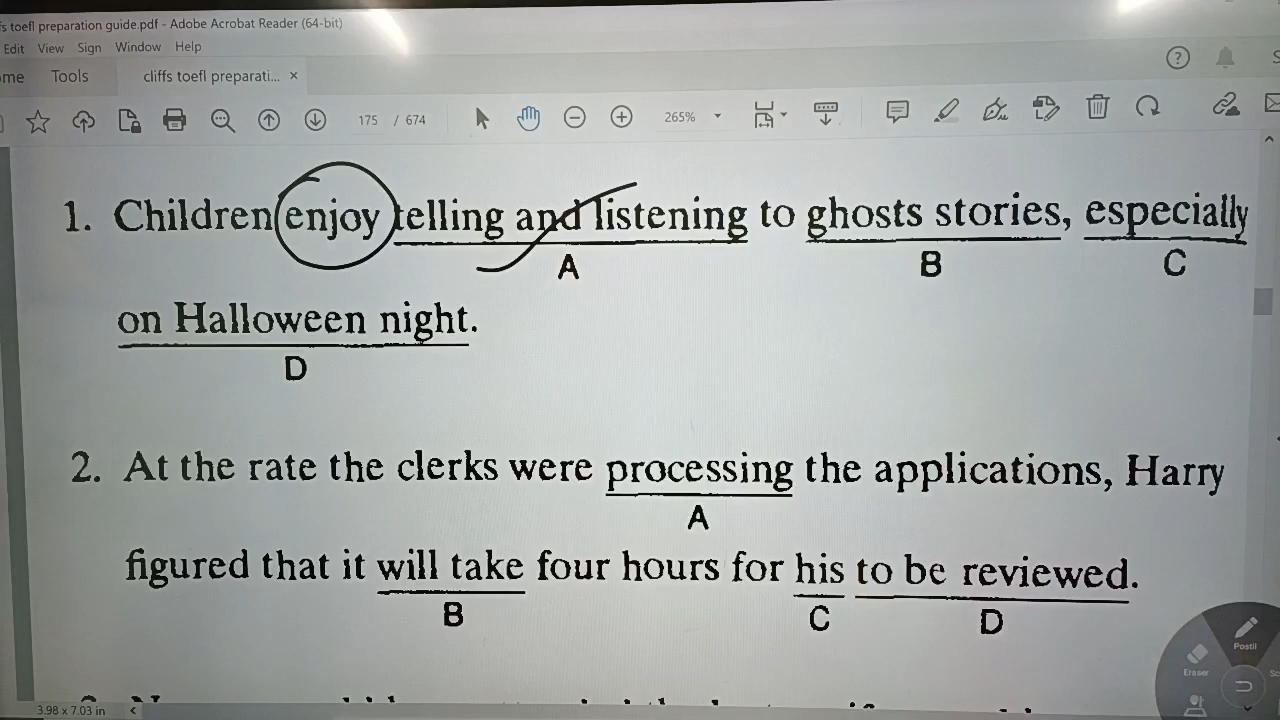 fs toefl preparation guide.pdf - Adobe Acrobat Reader (64-bit)
Edit View Sign Window Help
ome Tools cliffs toefl preparati... ×
175 / 674 265%
1. Children enjoy telling and listening to ghosts stories, especially
A B C
on Halloween night.
D
2. At the rate the clerks were processing the applications, Harry
A
figured that it will take four hours for his to be reviewed.
B C D
Postil
Eraser
3.98 x 7.03 in